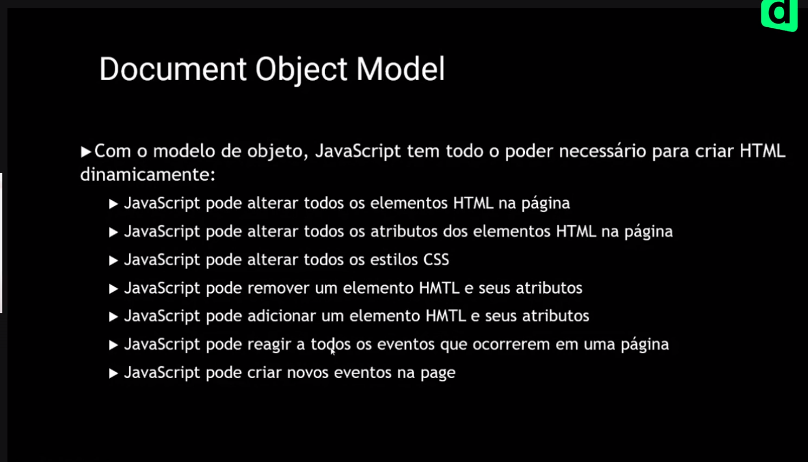 d
Document Object Model
▶Com o modelo de objeto, JavaScript tem todo o poder necessário para criar HTML
dinamicamente:
▶ JavaScript pode alterar todos os elementos HTML na página
▶ JavaScript pode alterar todos os atributos dos elementos HTML na página
▶ JavaScript pode alterar todos os estilos CSS
▶ JavaScript pode remover um elemento HMTL e seus atributos
▶ JavaScript pode adicionar um elemento HMTL e seus atributos
▶ JavaScript pode reagir a todos os eventos que ocorrerem em uma página
▶ JavaScript pode criar novos eventos na page